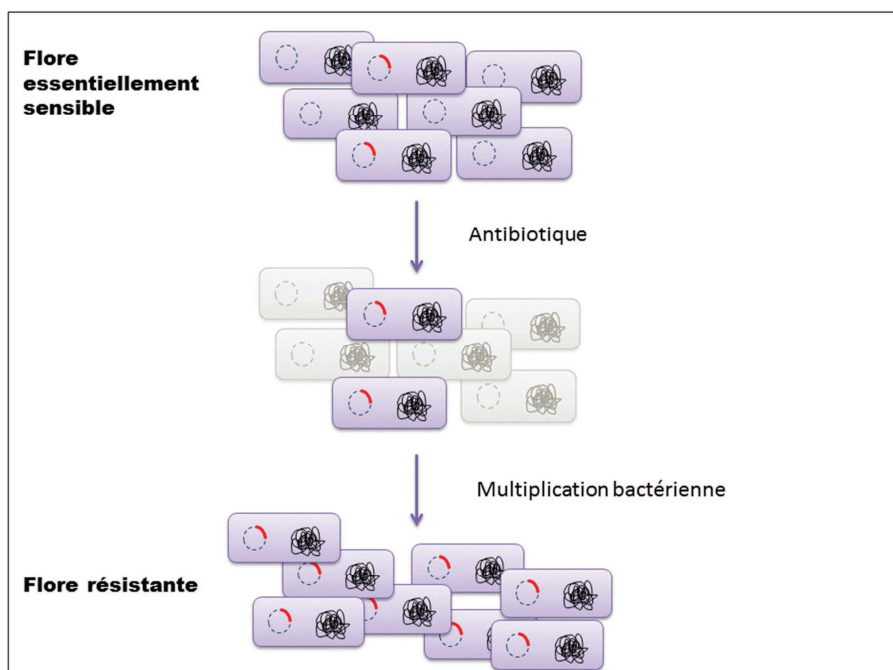 Flore
essentiellement
sensible
Antibiotique
Multiplication bactérienne
Flore résistante